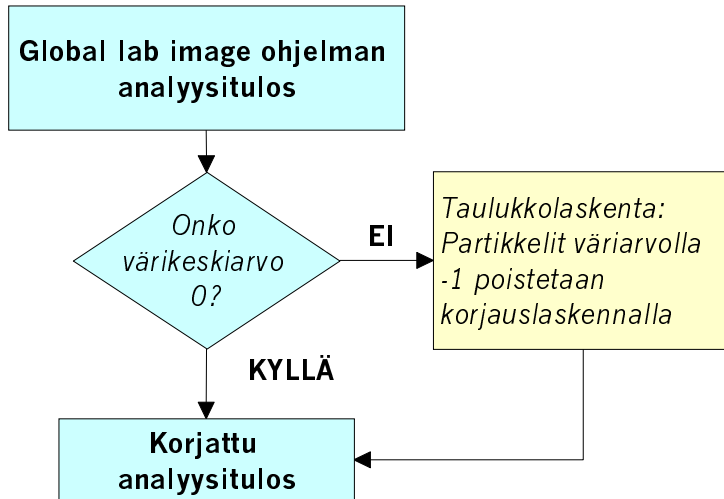 Global lab image ohjelman
analyysitulos
Onko
värikeskiarvo
0?
EI
Taulukkolaskenta:
Partikkelit väriarvolla
-1 poistetaan
korjauslaskennalla
KYLLÄ
Korjattu
analyysitulos